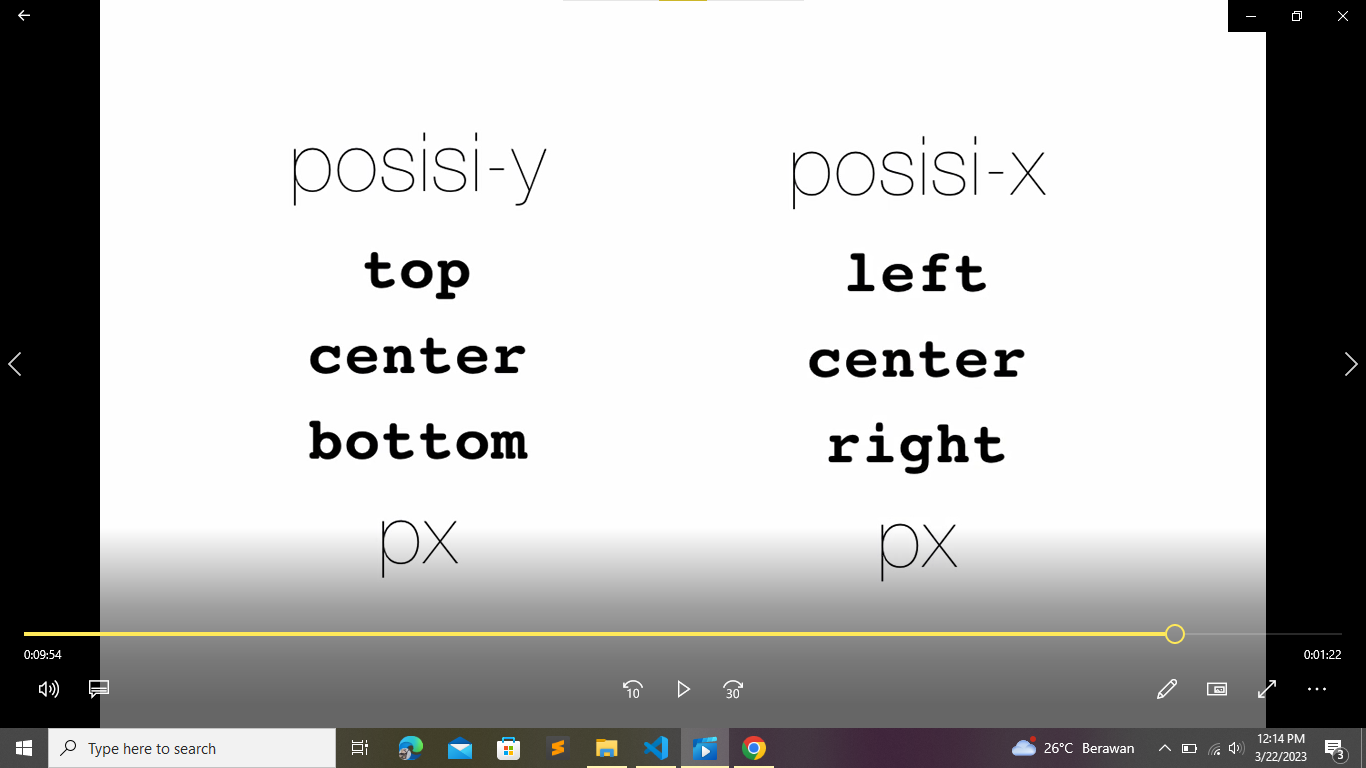 posisi-y
top
center
bottom
px
posisi-x
left
center
right
px
0:09:54
0:01:22
10
30
Type here to search
26°C Berawan
12:14 PM
3/22/2023
3